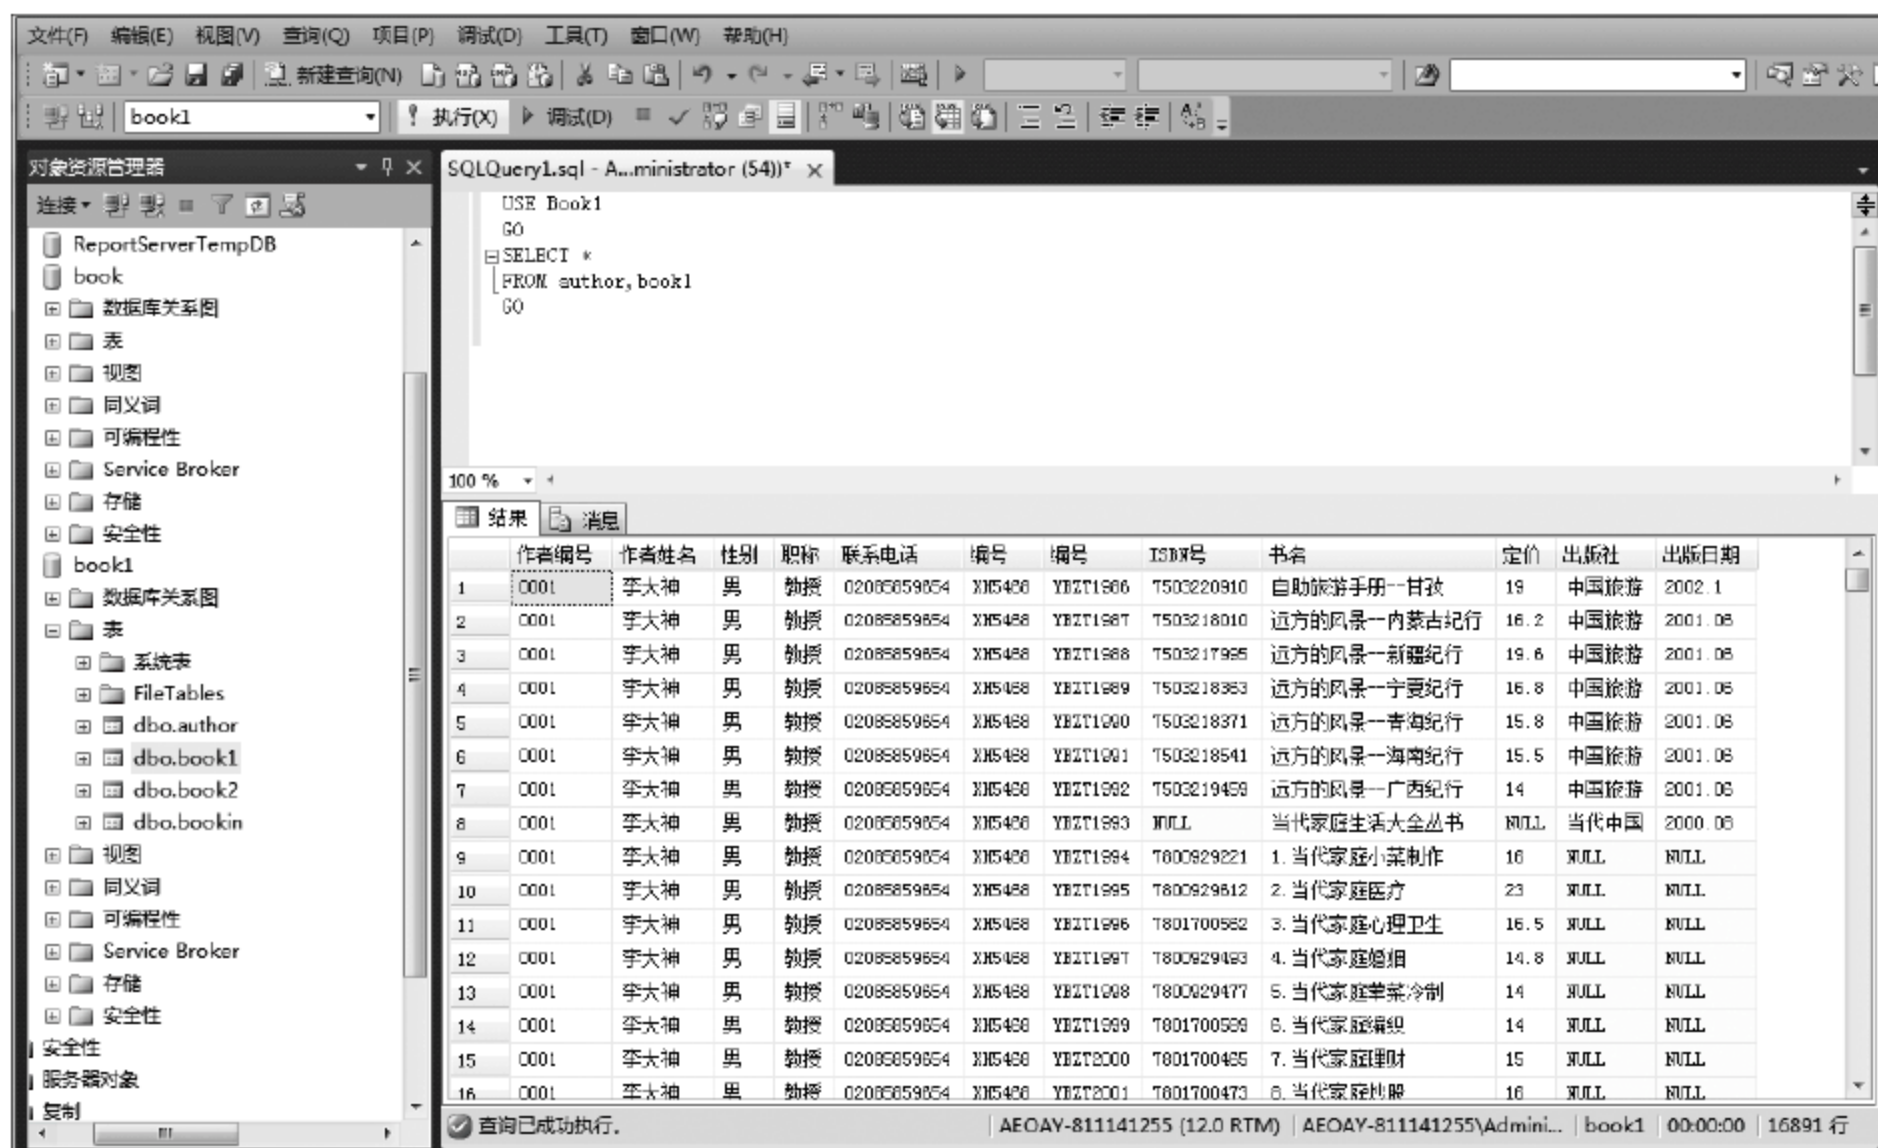 文件(F) 编辑(E) 视图(V) 查询(Q) 项目(P) 调试(D) 工具(T) 窗口(W) 帮助(H)
新建查询(N)
book1 执行(X) 调试(D)
对象资源管理器
连接
ReportServerTempDB
book
数据库关系图
表
视图
同义词
可编程性
Service Broker
存储
安全性
book1
数据库关系图
表
系统表
FileTables
dbo.author
dbo.book1
dbo.book2
dbo.bookin
视图
同义词
可编程性
Service Broker
存储
安全性
安全性
服务器对象
复制
SQLQuery1.sql - A...ministrator (54))*
USE Book1
GO
SELECT *
FROM author,book1
GO
100 %
结果 消息
作者编号 作者姓名 性别 职称 联系电话 编号 编号 ISBN号 书名 定价 出版社 出版日期
1 0001 李大神 男 教授 02085859654 XH5468 YBZT1986 7503220910 自助旅游手册--甘孜 19 中国旅游 2002.1
2 0001 李大神 男 教授 02085859654 XH5468 YBZT1987 7503218010 远方的风景--内蒙古纪行 16.2 中国旅游 2001.06
3 0001 李大神 男 教授 02085859654 XH5468 YBZT1988 7503217995 远方的风景--新疆纪行 19.6 中国旅游 2001.06
4 0001 李大神 男 教授 02085859654 XH5468 YBZT1989 7503218363 远方的风景--宁夏纪行 16.8 中国旅游 2001.06
5 0001 李大神 男 教授 02085859654 XH5468 YBZT1990 7503218371 远方的风景--青海纪行 15.8 中国旅游 2001.06
6 0001 李大神 男 教授 02085859654 XH5468 YBZT1991 7503218541 远方的风景--海南纪行 15.5 中国旅游 2001.06
7 0001 李大神 男 教授 02085859654 XH5468 YBZT1992 7503219459 远方的风景--广西纪行 14 中国旅游 2001.06
8 0001 李大神 男 教授 02085859654 XH5468 YBZT1993 NULL 当代家庭生活大全丛书 NULL 当代中国 2000.08
9 0001 李大神 男 教授 02085859654 XH5468 YBZT1994 7800929221 1.当代家庭小菜制作 16 NULL NULL
10 0001 李大神 男 教授 02085859654 XH5468 YBZT1995 7800929612 2.当代家庭医疗 23 NULL NULL
11 0001 李大神 男 教授 02085859654 XH5468 YBZT1996 7801700562 3.当代家庭心理卫生 16.5 NULL NULL
12 0001 李大神 男 教授 02085859654 XH5468 YBZT1997 7800929493 4.当代家庭婚姻 14.8 NULL NULL
13 0001 李大神 男 教授 02085859654 XH5468 YBZT1998 7800929477 5.当代家庭荤菜冷制 14 NULL NULL
14 0001 李大神 男 教授 02085859654 XH5468 YBZT1999 7801700589 6.当代家庭编织 14 NULL NULL
15 0001 李大神 男 教授 02085859654 XH5468 YBZT2000 7801700465 7.当代家庭理财 15 NULL NULL
16 0001 李大神 男 教授 02085859654 XH5468 YBZT2001 7801700473 8.当代家庭炒股 16 NULL NULL
查询已成功执行。 AEOAY-811141255 (12.0 RTM) AEOAY-811141255\Admini... book1 00:00:00 16891 行